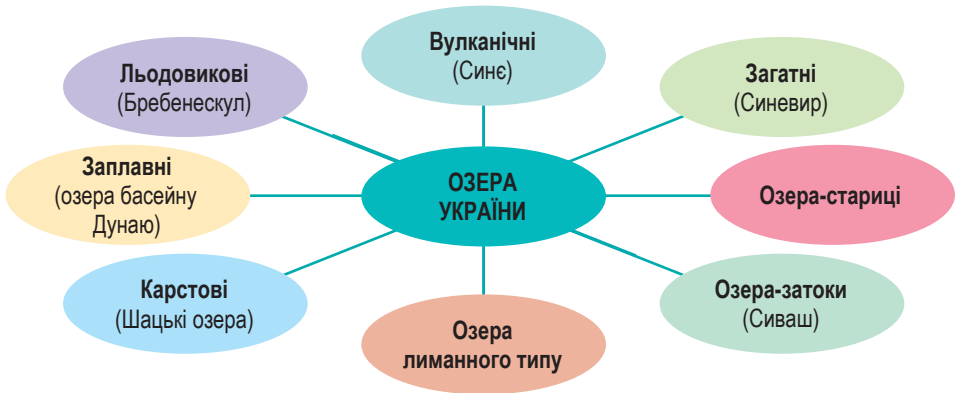 Вулканічні
(Синє)
Льодовикові
(Бребенескул)
Загатні
(Синевир)
Заплавні
(озера басейну
Дунаю)
ОЗЕРА
УКРАЇНИ
Озера-стариці
Карстові
(Шацькі озера)
Озера
лиманного типу
Озера-затоки
(Сиваш)